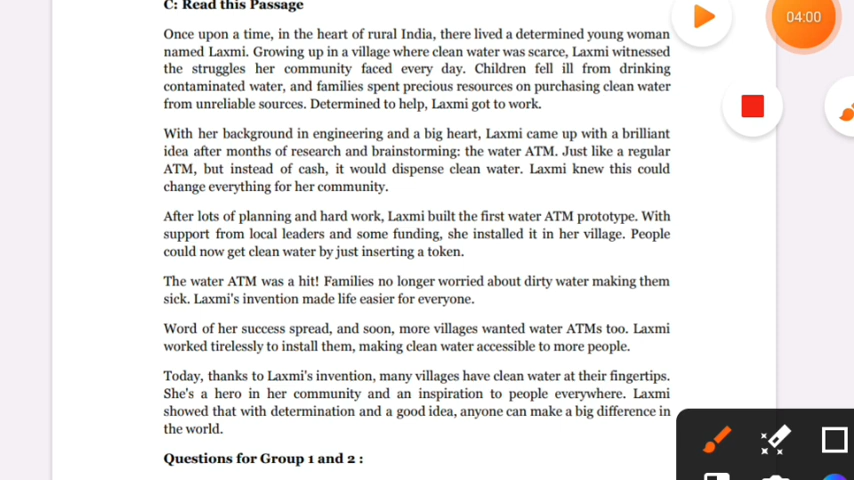 C: Read this Passage
04:00
Once upon a time, in the heart of rural India, there lived a determined young woman
named Laxmi. Growing up in a village where clean water was scarce, Laxmi witnessed
the struggles her community faced every day. Children fell ill from drinking
contaminated water, and families spent precious resources on purchasing clean water
from unreliable sources. Determined to help, Laxmi got to work.
With her background in engineering and a big heart, Laxmi came up with a brilliant
idea after months of research and brainstorming: the water ATM. Just like a regular
ATM, but instead of cash, it would dispense clean water. Laxmi knew this could
change everything for her community.
After lots of planning and hard work, Laxmi built the first water ATM prototype. With
support from local leaders and some funding, she installed it in her village. People
could now get clean water by just inserting a token.
The water ATM was a hit! Families no longer worried about dirty water making them
sick. Laxmi's invention made life easier for everyone.
Word of her success spread, and soon, more villages wanted water ATMs too. Laxmi
worked tirelessly to install them, making clean water accessible to more people.
Today, thanks to Laxmi's invention, many villages have clean water at their fingertips.
She's a hero in her community and an inspiration to people everywhere. Laxmi
showed that with determination and a good idea, anyone can make a big difference in
the world.
Questions for Group 1 and 2 :